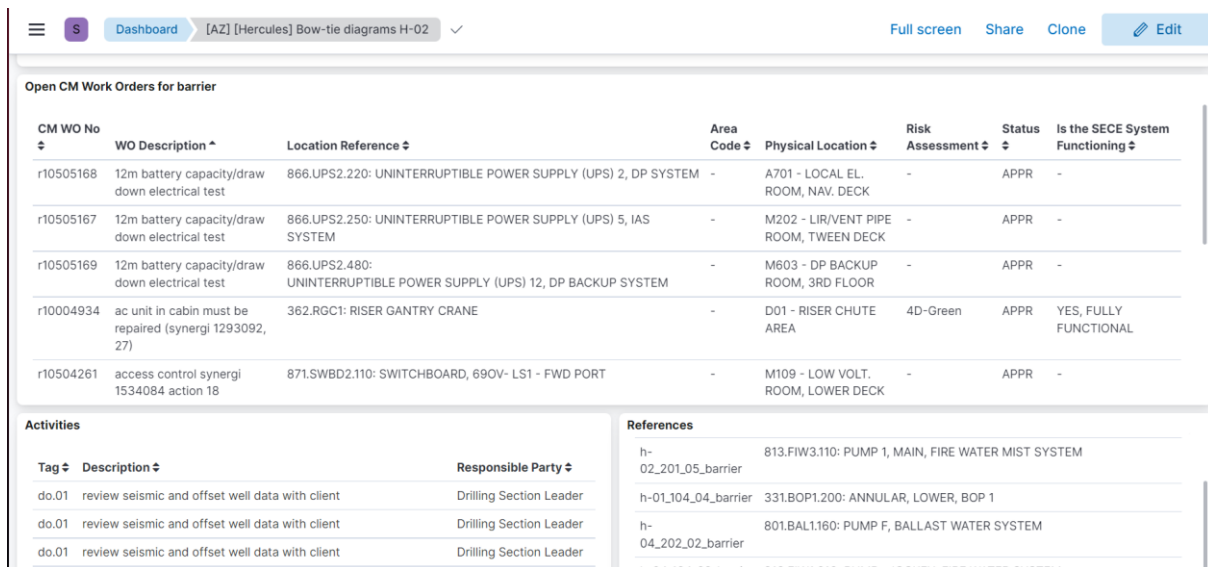 S Dashboard [AZ] [Hercules] Bow-tie diagrams H-02 Full screen Share Clone Edit
Open CM Work Orders for barrier
CM WO No WO Description Location Reference Area Code Physical Location Risk Assessment Status Is the SECE System Functioning
r10505168 12m battery capacity/draw 866.UPS2.220: UNINTERRUPTIBLE POWER SUPPLY (UPS) 2, DP SYSTEM - A701 - LOCAL EL. - APPR -
down electrical test ROOM, NAV. DECK
r10505167 12m battery capacity/draw 866.UPS2.250: UNINTERRUPTIBLE POWER SUPPLY (UPS) 5, IAS - M202 - LIR/VENT PIPE - APPR -
down electrical test SYSTEM ROOM, TWEEN DECK
r10505169 12m battery capacity/draw 866.UPS2.480: - M603 - DP BACKUP - APPR -
down electrical test UNINTERRUPTIBLE POWER SUPPLY (UPS) 12, DP BACKUP SYSTEM ROOM, 3RD FLOOR
r10004934 ac unit in cabin must be 362.RGC1: RISER GANTRY CRANE - D01 - RISER CHUTE 4D-Green APPR YES, FULLY
repaired (synergi 1293092, AREA FUNCTIONAL
27)
r10504261 access control synergi 871.SWBD2.110: SWITCHBOARD, 690V- LS1 - FWD PORT - M109 - LOW VOLT. - APPR -
1534084 action 18 ROOM, LOWER DECK
Activities
Tag Description Responsible Party
do.01 review seismic and offset well data with client Drilling Section Leader
do.01 review seismic and offset well data with client Drilling Section Leader
do.01 review seismic and offset well data with client Drilling Section Leader
References
h- 813.FIW3.110: PUMP 1, MAIN, FIRE WATER MIST SYSTEM
02_201_05_barrier
h-01_104_04_barrier 331.BOP1.200: ANNULAR, LOWER, BOP 1
h- 801.BAL1.160: PUMP F, BALLAST WATER SYSTEM
04_202_02_barrier